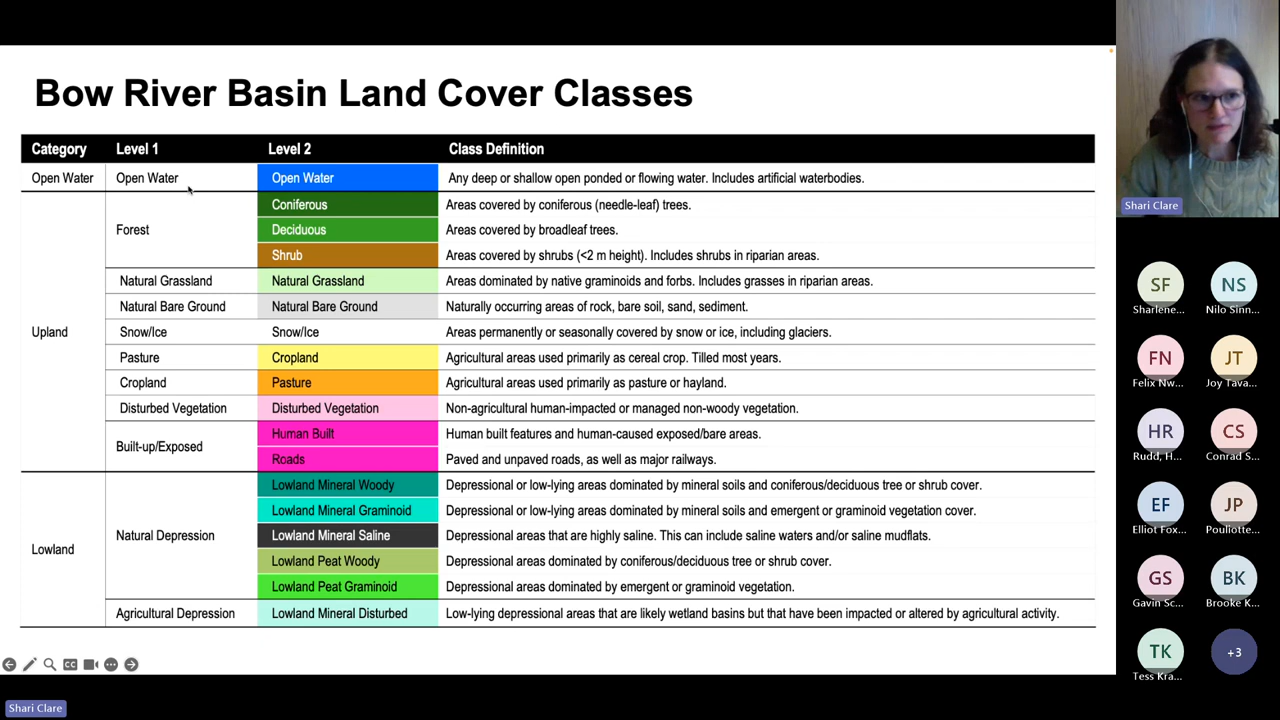 Bow River Basin Land Cover Classes
Category Level 1 Level 2 Class Definition
Open Water Open Water Open Water Any deep or shallow open ponded or flowing water. Includes artificial waterbodies.
Upland
Forest
Coniferous Areas covered by coniferous (needle-leaf) trees.
Deciduous Areas covered by broadleaf trees.
Shrub Areas covered by shrubs (<2 m height). Includes shrubs in riparian areas.
Natural Grassland Natural Grassland Areas dominated by native graminoids and forbs. Includes grasses in riparian areas.
Natural Bare Ground Natural Bare Ground Naturally occurring areas of rock, bare soil, sand, sediment.
Snow/Ice Snow/Ice Areas permanently or seasonally covered by snow or ice, including glaciers.
Pasture Cropland Agricultural areas used primarily as cereal crop. Tilled most years.
Cropland Pasture Agricultural areas used primarily as pasture or hayland.
Disturbed Vegetation Disturbed Vegetation Non-agricultural human-impacted or managed non-woody vegetation.
Built-up/Exposed
Human Built Human built features and human-caused exposed/bare areas.
Roads Paved and unpaved roads, as well as major railways.
Lowland
Natural Depression
Lowland Mineral Woody Depressional or low-lying areas dominated by mineral soils and coniferous/deciduous tree or shrub cover.
Lowland Mineral Graminoid Depressional or low-lying areas dominated by mineral soils and emergent or graminoid vegetation cover.
Lowland Mineral Saline Depressional areas that are highly saline. This can include saline waters and/or saline mudflats.
Lowland Peat Woody Depressional areas dominated by coniferous/deciduous tree or shrub cover.
Lowland Peat Graminoid Depressional areas dominated by emergent or graminoid vegetation.
Agricultural Depression Lowland Mineral Disturbed Low-lying depressional areas that are likely wetland basins but that have been impacted or altered by agricultural activity.
CC
Shari Clare
Shari Clare
SF NS
Sharlene... Nilo Sinn...
FN JT
Felix Nw... Joy Tava...
HR CS
Rudd, H... Conrad S...
EF JP
Elliot Fox... Pouliotte...
GS BK
Gavin Sc... Brooke K...
TK +3
Tess Kra...